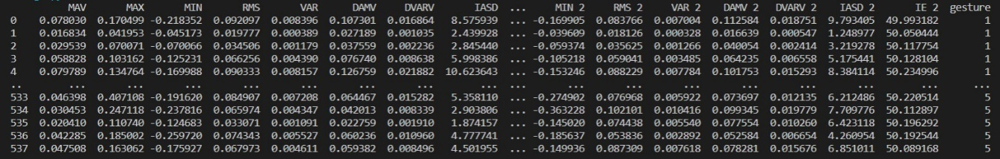 MAV MAX MIN RMS VAR DAMV DVARV IASD ... MIN 2 RMS 2 VAR 2 DAMV 2 DVARV 2 IASD 2 IE 2 gesture
0 0.078030 0.170499 -0.218352 0.092097 0.008396 0.107301 0.016864 8.575939 ... -0.169905 0.083766 0.007004 0.112584 0.018751 9.793405 49.993182 1
1 0.016834 0.041953 -0.045173 0.019777 0.000389 0.027189 0.001035 2.439928 ... -0.039609 0.018126 0.000328 0.016639 0.000547 1.248977 50.050444 1
2 0.029539 0.070071 -0.070066 0.034506 0.001179 0.037559 0.002236 2.845440 ... -0.059374 0.035625 0.001266 0.040054 0.002414 3.219278 50.117754 1
3 0.058828 0.103162 -0.125231 0.066256 0.004390 0.076740 0.008638 5.998386 ... -0.105218 0.059041 0.003485 0.064235 0.006558 5.175441 50.128104 1
4 0.079789 0.134764 -0.169988 0.090333 0.008157 0.126759 0.021882 10.623643 ... -0.153246 0.088229 0.007784 0.101753 0.015293 8.384114 50.234996 1
.. ... ... ... ... ... ... ... ... ... ... ... ... ... ... ... ... ...
533 0.046398 0.407108 -0.191620 0.084907 0.007208 0.064467 0.015282 5.358110 ... -0.274902 0.076968 0.005922 0.073697 0.012135 6.212486 50.220514 5
534 0.030453 0.247118 -0.237816 0.065974 0.004347 0.042013 0.008339 2.903806 ... -0.363228 0.102101 0.010416 0.099345 0.019779 7.709776 50.112897 5
535 0.020410 0.110740 -0.124683 0.033071 0.001091 0.022759 0.001910 1.874157 ... -0.145020 0.074438 0.005540 0.077554 0.010260 6.423118 50.196292 5
536 0.042285 0.185002 -0.259720 0.074343 0.005527 0.060236 0.010960 4.777741 ... -0.185637 0.053836 0.002892 0.052584 0.006654 4.260954 50.192544 5
537 0.047508 0.163062 -0.175927 0.067973 0.004611 0.059382 0.008496 4.501955 ... -0.149936 0.087309 0.007618 0.078281 0.015676 6.851011 50.089168 5